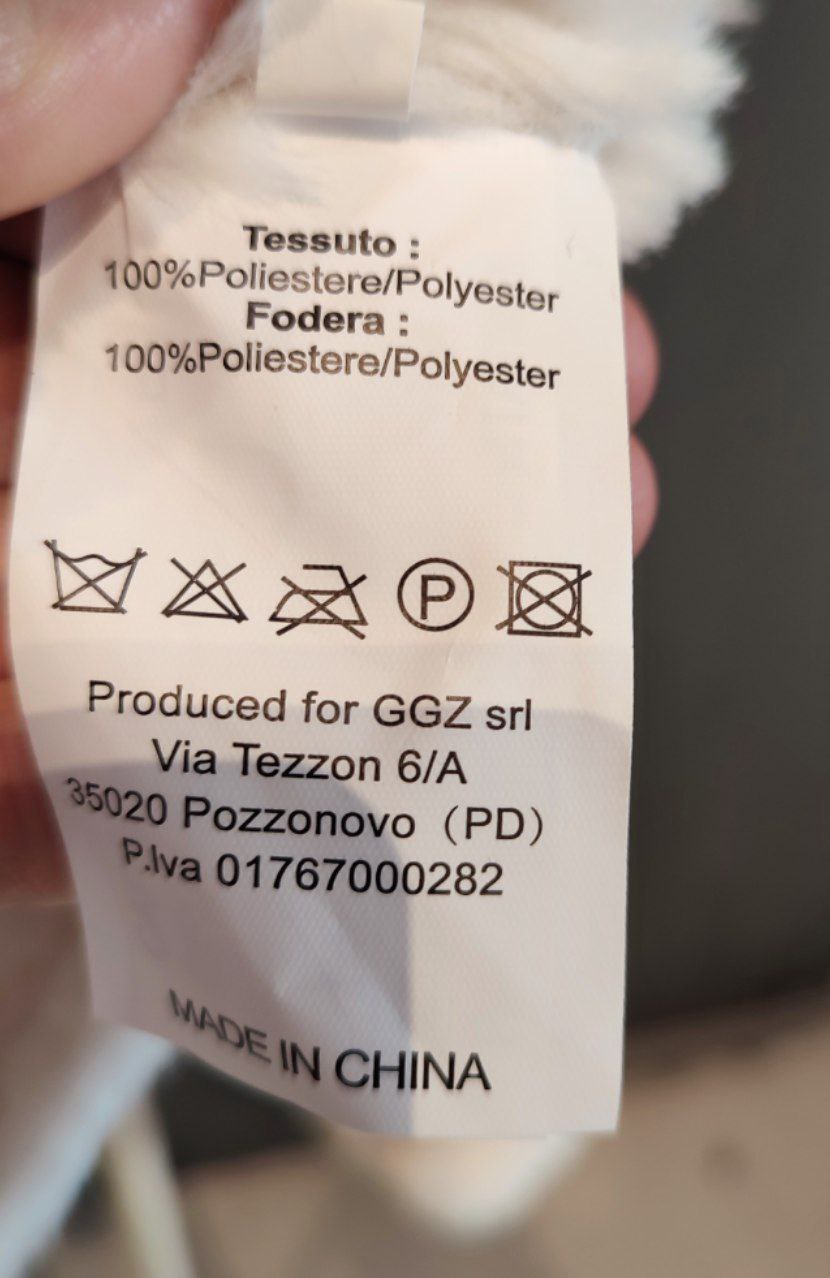 Tessuto :
100%Poliestere/Polyester
Fodera :
100%Poliestere/Polyester
P
Produced for GGZ srl
Via Tezzon 6/A
35020 Pozzonovo (PD)
P.Iva 01767000282
MADE IN CHINA